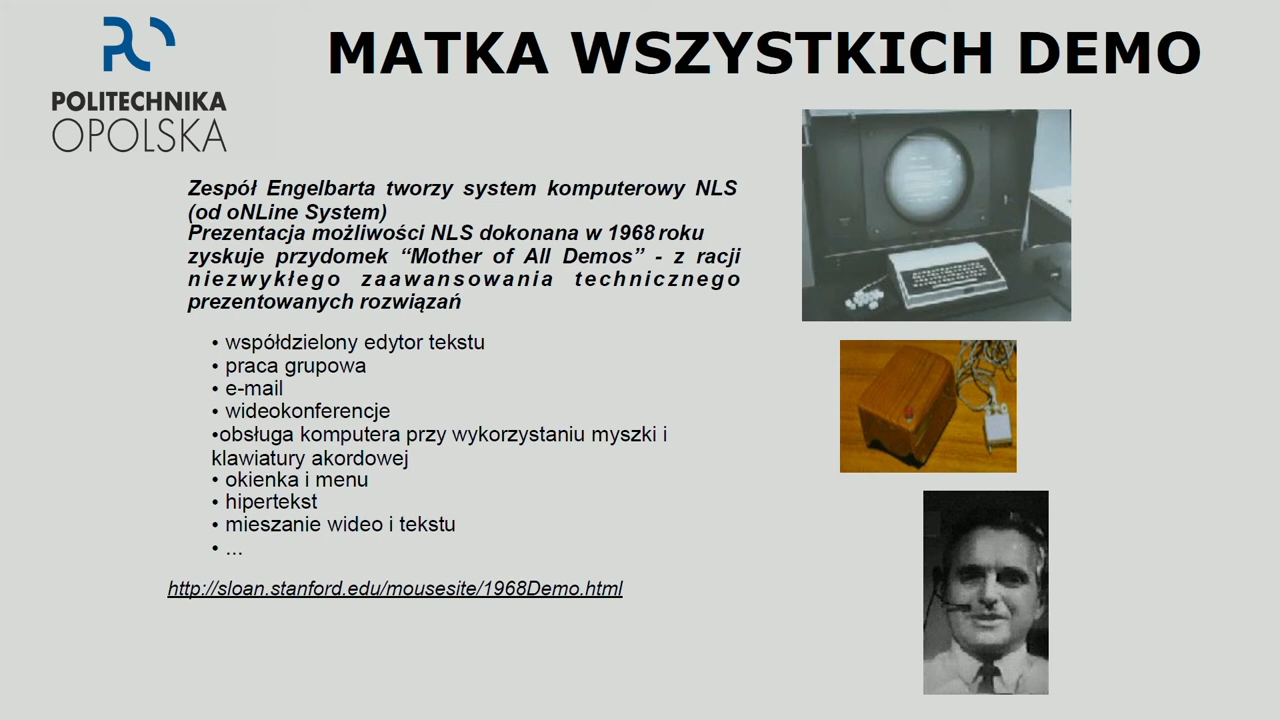 POLITECHNIKA
OPOLSKA
MATKA WSZYSTKICH DEMO
Zespół Engelbarta tworzy system komputerowy NLS
(od oNLine System)
Prezentacja możliwości NLS dokonana w 1968 roku
zyskuje przydomek “Mother of All Demos” - z racji
niezwykłego zaawansowania technicznego
prezentowanych rozwiązań
• współdzielony edytor tekstu
• praca grupowa
• e-mail
• wideokonferencje
•obsługa komputera przy wykorzystaniu myszki i
klawiatury akordowej
• okienka i menu
• hipertekst
• mieszanie wideo i tekstu
• ...
http://sloan.stanford.edu/mousesite/1968Demo.html